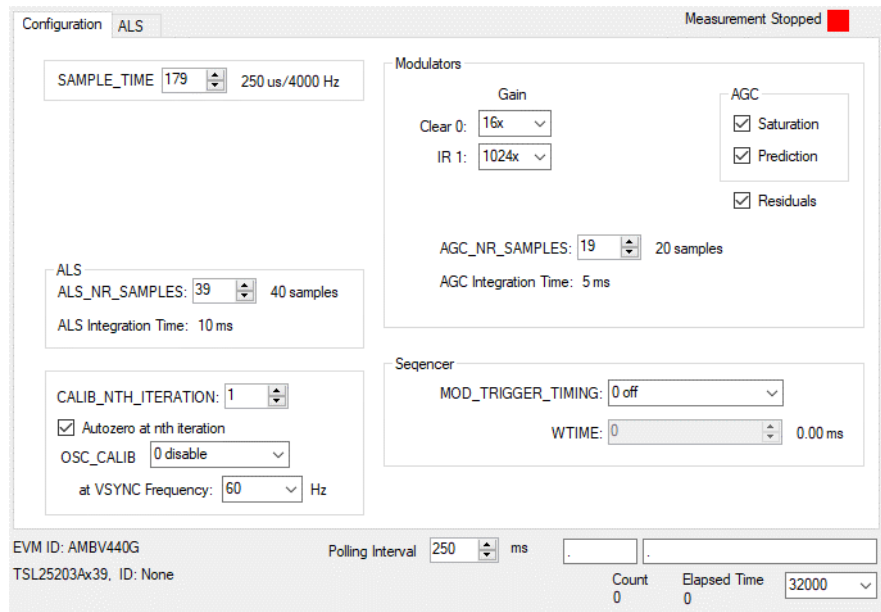 Configuration ALS Measurement Stopped
SAMPLE_TIME 179 250 us/4000 Hz
Modulators
Gain
Clear 0: 16x
IR 1: 1024x
AGC
Saturation
Prediction
Residuals
AGC_NR_SAMPLES: 19 20 samples
AGC Integration Time: 5 ms
ALS
ALS_NR_SAMPLES: 39 40 samples
ALS Integration Time: 10 ms
CALIB_NTH_ITERATION: 1
Autozero at nth iteration
OSC_CALIB 0 disable
at VSYNC Frequency: 60 Hz
Seqencer
MOD_TRIGGER_TIMING: 0 off
WTIME: 0 0.00 ms
EVM ID: AMBV440G
TSL25203Ax39, ID: None
Polling Interval 250 ms . .
Count Elapsed Time 32000
0 0